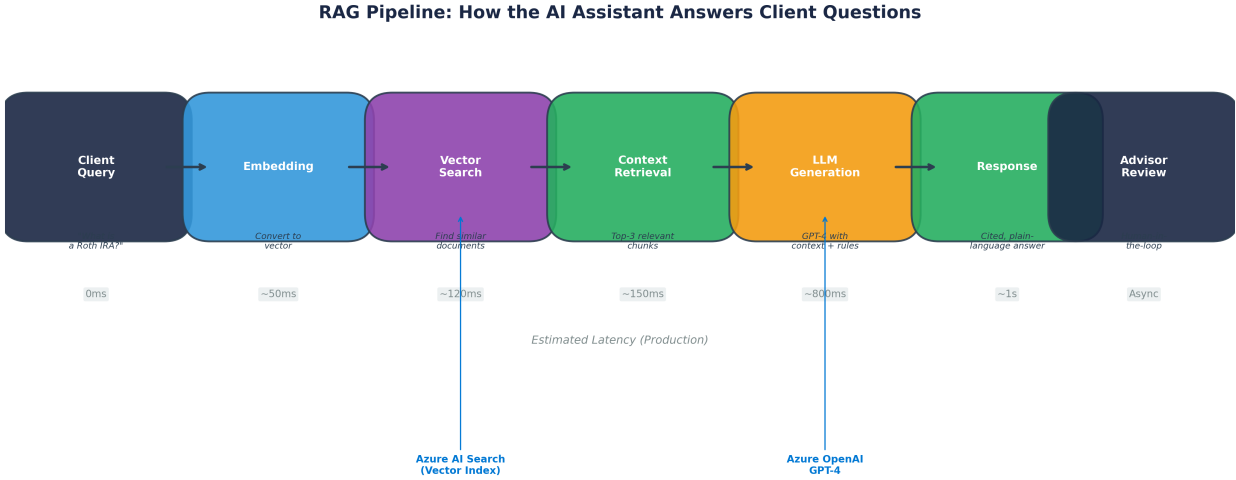 RAG Pipeline: How the AI Assistant Answers Client Questions
Client
Query
Embedding
Vector
Search
Context
Retrieval
LLM
Generation
Response
Advisor
Review
a Roth IRA?"
Convert to
vector
Find similar
documents
Top-3 relevant
chunks
GPT-4 with
context + rules
Cited, plain-
language answer
the-loop
0ms
~50ms
~120ms
~150ms
~800ms
~1s
Async
Estimated Latency (Production)
Azure AI Search
(Vector Index)
Azure OpenAI
GPT-4